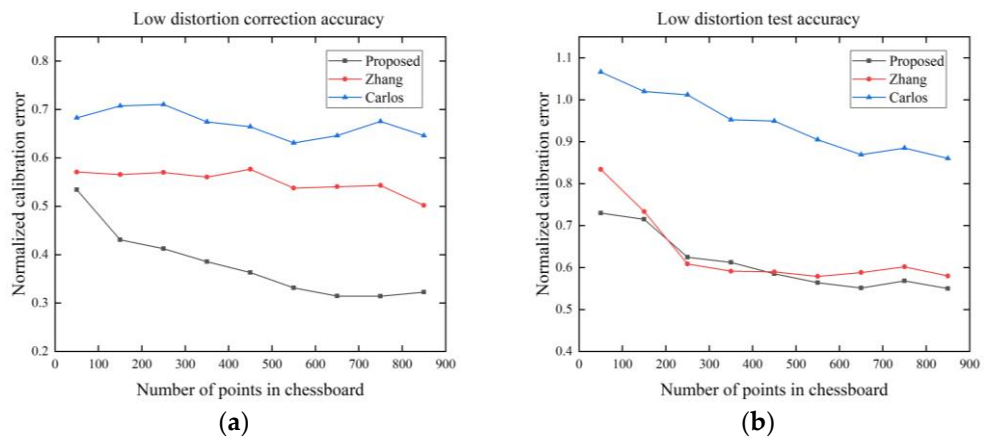 Low distortion correction accuracy
0.8
0.7
0.6
0.5
0.4
0.3
0.2
Normalized calibration error
Proposed
Zhang
Carlos
0 100 200 300 400 500 600 700 800 900
Number of points in chessboard
(a)
Low distortion test accuracy
1.1
1.0
0.9
0.8
0.7
0.6
0.5
0.4
Normalized calibration error
Proposed
Zhang
Carlos
0 100 200 300 400 500 600 700 800 900
Number of points in chessboard
(b)